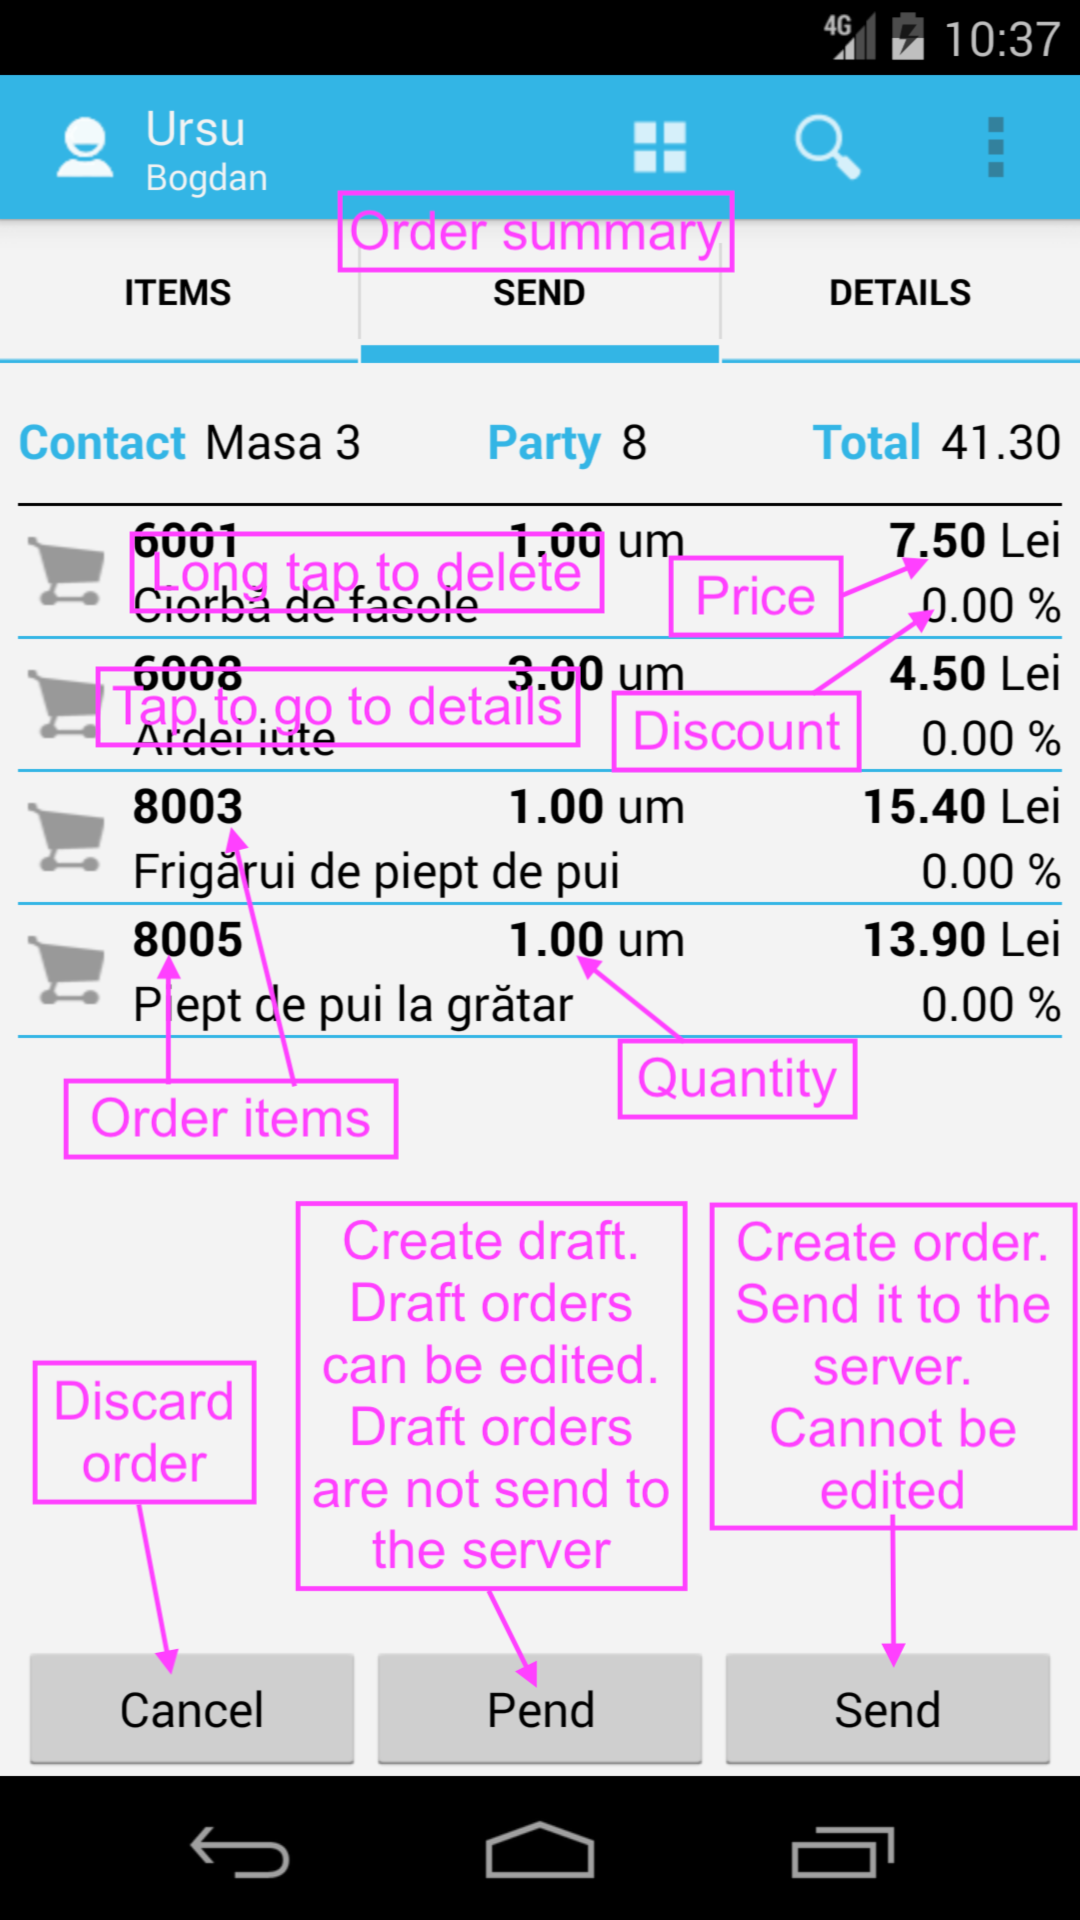 4G 10:37
Ursu
Bogdan
Order summary
ITEMS SEND DETAILS
Contact Masa 3 Party 8 Total 41.30
6001 1.00 um 7.50 Lei
Long tap to delete
Price
Ciorbă de fasole 0.00 %
6008 3.00 um 4.50 Lei
Tap to go to details
Discount
Ardei iute 0.00 %
8003 1.00 um 15.40 Lei
Frigărui de piept de pui 0.00 %
8005 1.00 um 13.90 Lei
Piept de pui la grătar 0.00 %
Quantity
Order items
Create draft.
Draft orders
can be edited.
Draft orders
are not send to
the server
Create order.
Send it to the
server.
Cannot be
edited
Discard
order
Cancel Pend Send